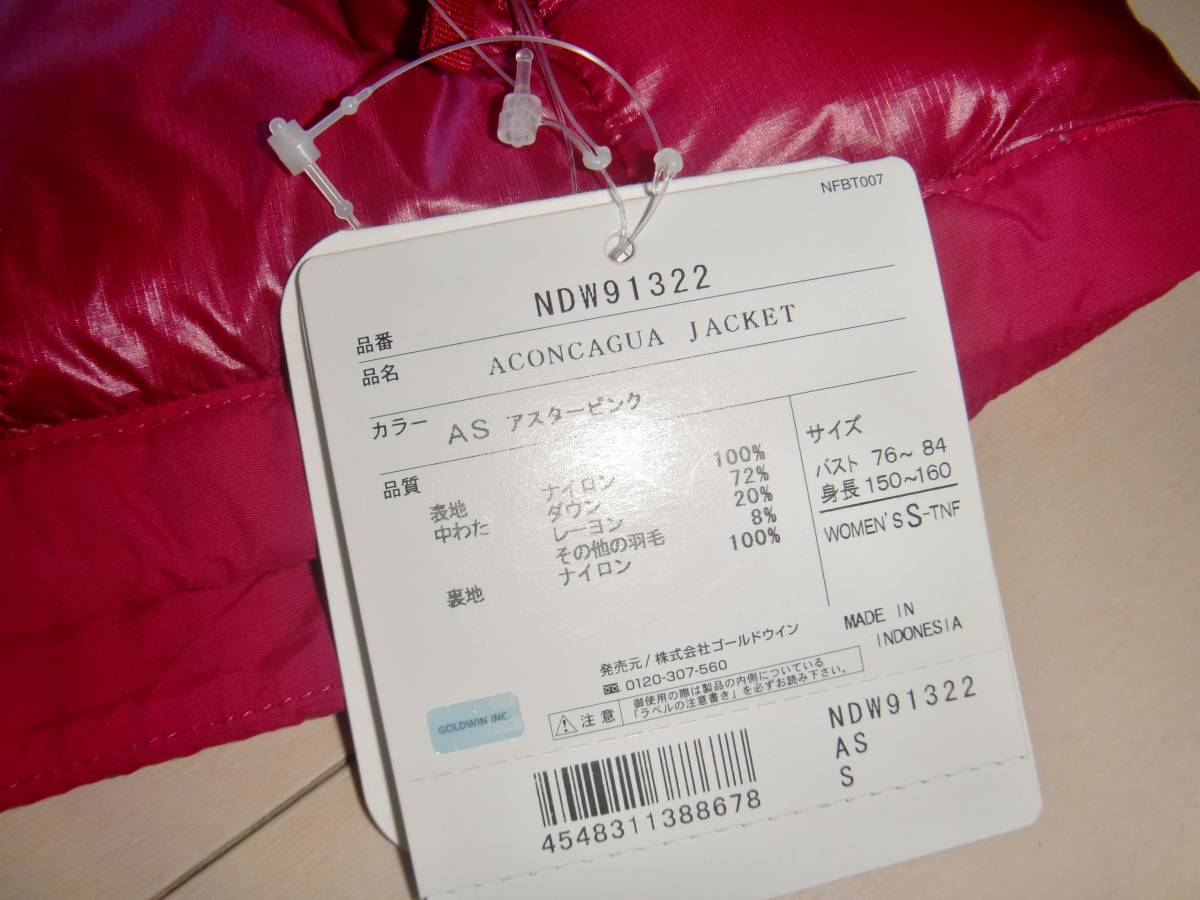 NFBT007
品番 NDW91322
品名 ACONCAGUA JACKET
カラー AS アスターピンク
品質
表地 ナイロン 100%
中わた ダウン 72%
レーヨン 20%
その他の羽毛 8%
裏地 ナイロン 100%
サイズ
バスト 76~84
身長 150~160
WOMEN'S S-TNF
MADE IN
INDONESIA
発売元/株式会社ゴールドウイン
0120-307-560
注意 御使用の際は製品の内側についている
「ラベルの注意書き」を必ずお読み下さい。
GOLDWIN INC.
NDW91322
AS
S
4548311388678